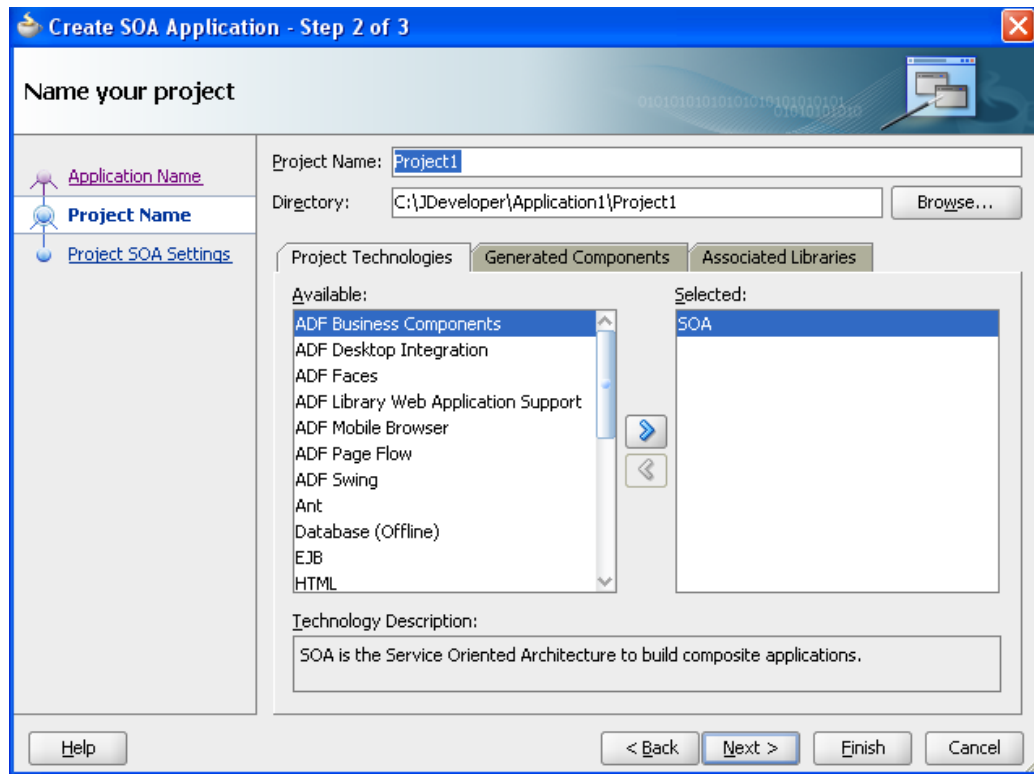 Create SOA Application - Step 2 of 3
Name your project
0101010101010101010101010101
01010101010
Application Name
Project Name
Project SOA Settings
Project Name: Project1
Directory: C:\JDeveloper\Application1\Project1 Browse...
Project Technologies Generated Components Associated Libraries
Available: Selected:
ADF Business Components SOA
ADF Desktop Integration
ADF Faces
ADF Library Web Application Support
ADF Mobile Browser
ADF Page Flow
ADF Swing
Ant
Database (Offline)
EJB
HTML
Technology Description:
SOA is the Service Oriented Architecture to build composite applications.
Help < Back Next > Finish Cancel